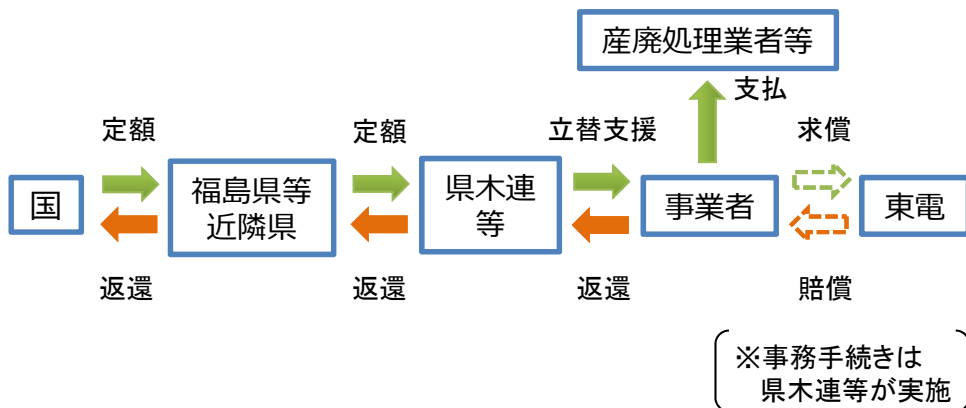 産廃処理業者等
支払
定額
定額
立替支援
求償
国
福島県等
近隣県
県木連
等
事業者
東電
返還
返還
返還
賠償
※事務手続きは
県木連等が実施